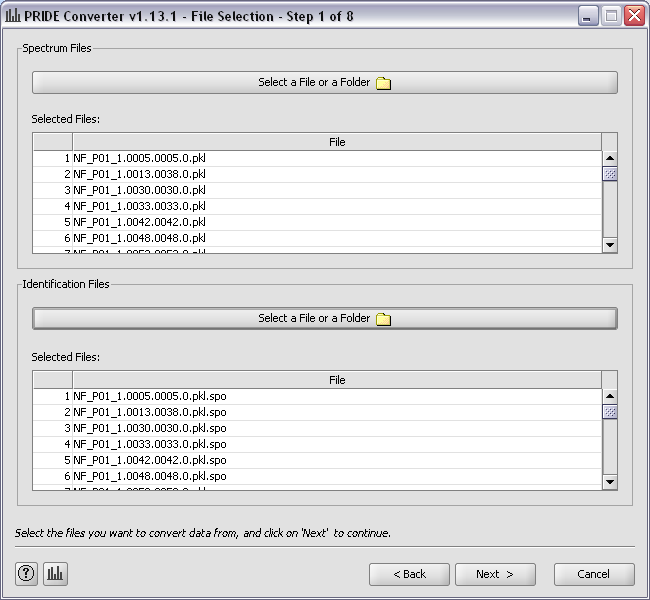 PRIDE Converter v1.13.1 - File Selection - Step 1 of 8
Spectrum Files
Select a File or a Folder
Selected Files:
File
1 NF_P01_1.0005.0005.0.pkl
2 NF_P01_1.0013.0038.0.pkl
3 NF_P01_1.0030.0030.0.pkl
4 NF_P01_1.0033.0033.0.pkl
5 NF_P01_1.0042.0042.0.pkl
6 NF_P01_1.0048.0048.0.pkl
Identification Files
Select a File or a Folder
Selected Files:
File
1 NF_P01_1.0005.0005.0.pkl.spo
2 NF_P01_1.0013.0038.0.pkl.spo
3 NF_P01_1.0030.0030.0.pkl.spo
4 NF_P01_1.0033.0033.0.pkl.spo
5 NF_P01_1.0042.0042.0.pkl.spo
6 NF_P01_1.0048.0048.0.pkl.spo
Select the files you want to convert data from, and click on 'Next' to continue.
? < Back Next > Cancel